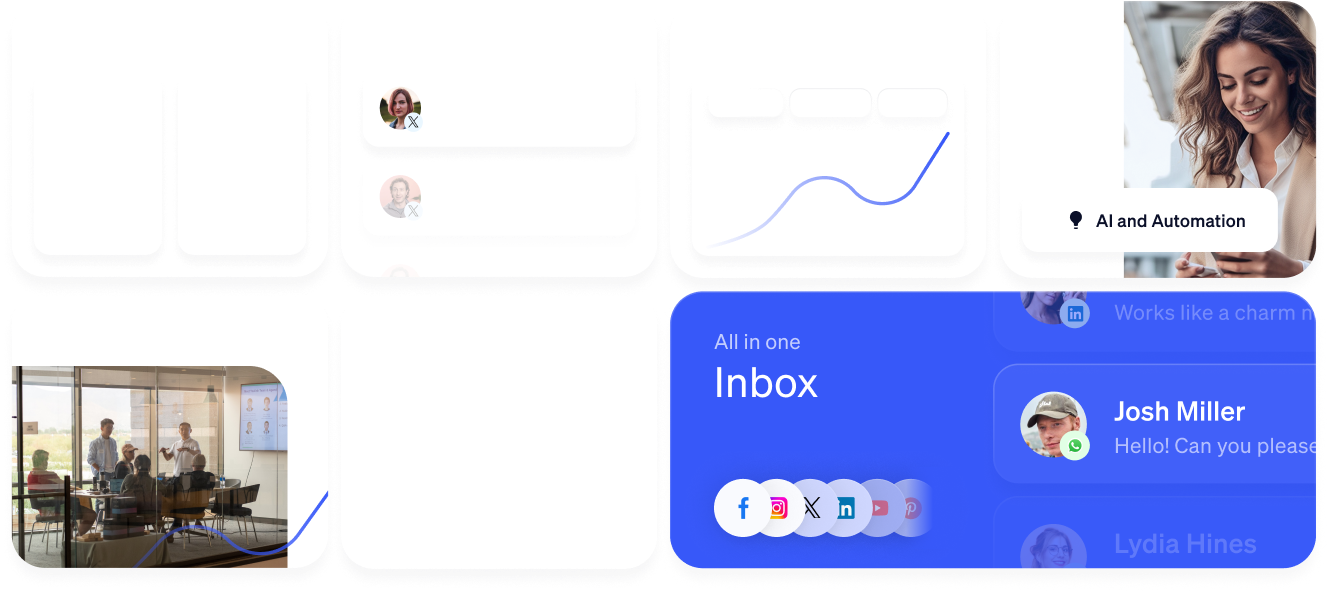 AI and Automation
Works like a charm
All in one
Inbox
Josh Miller
Hello! Can you please
Lydia Hines